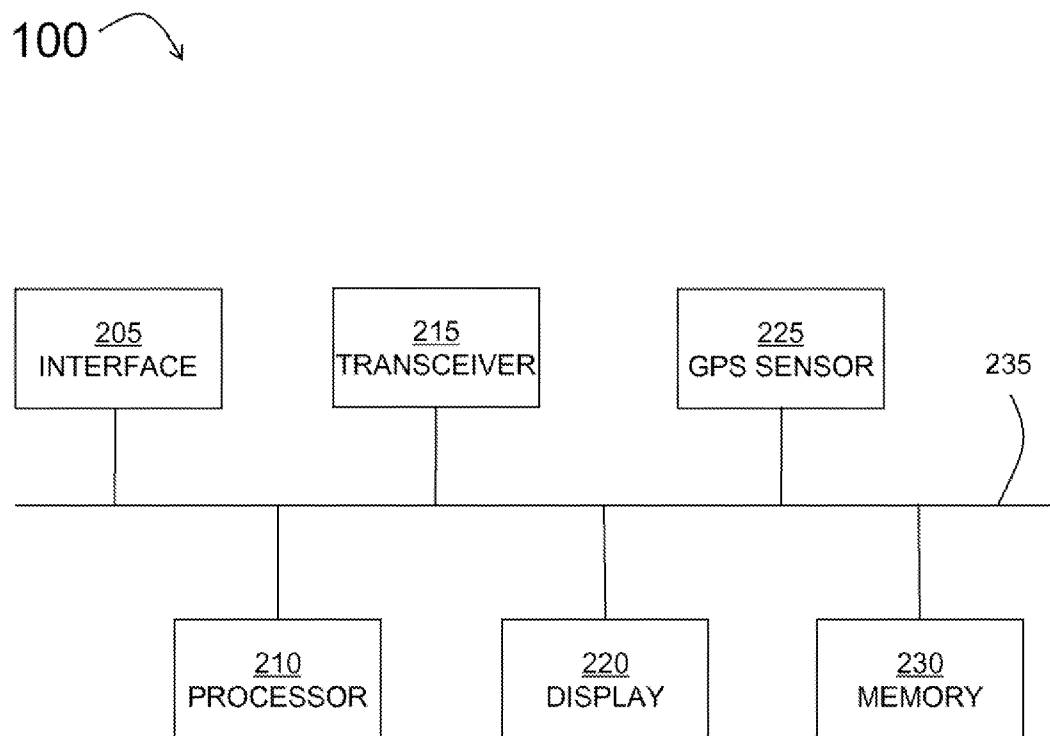 100
205
INTERFACE
215
TRANSCEIVER
225
GPS SENSOR
235
210
PROCESSOR
220
DISPLAY
230
MEMORY